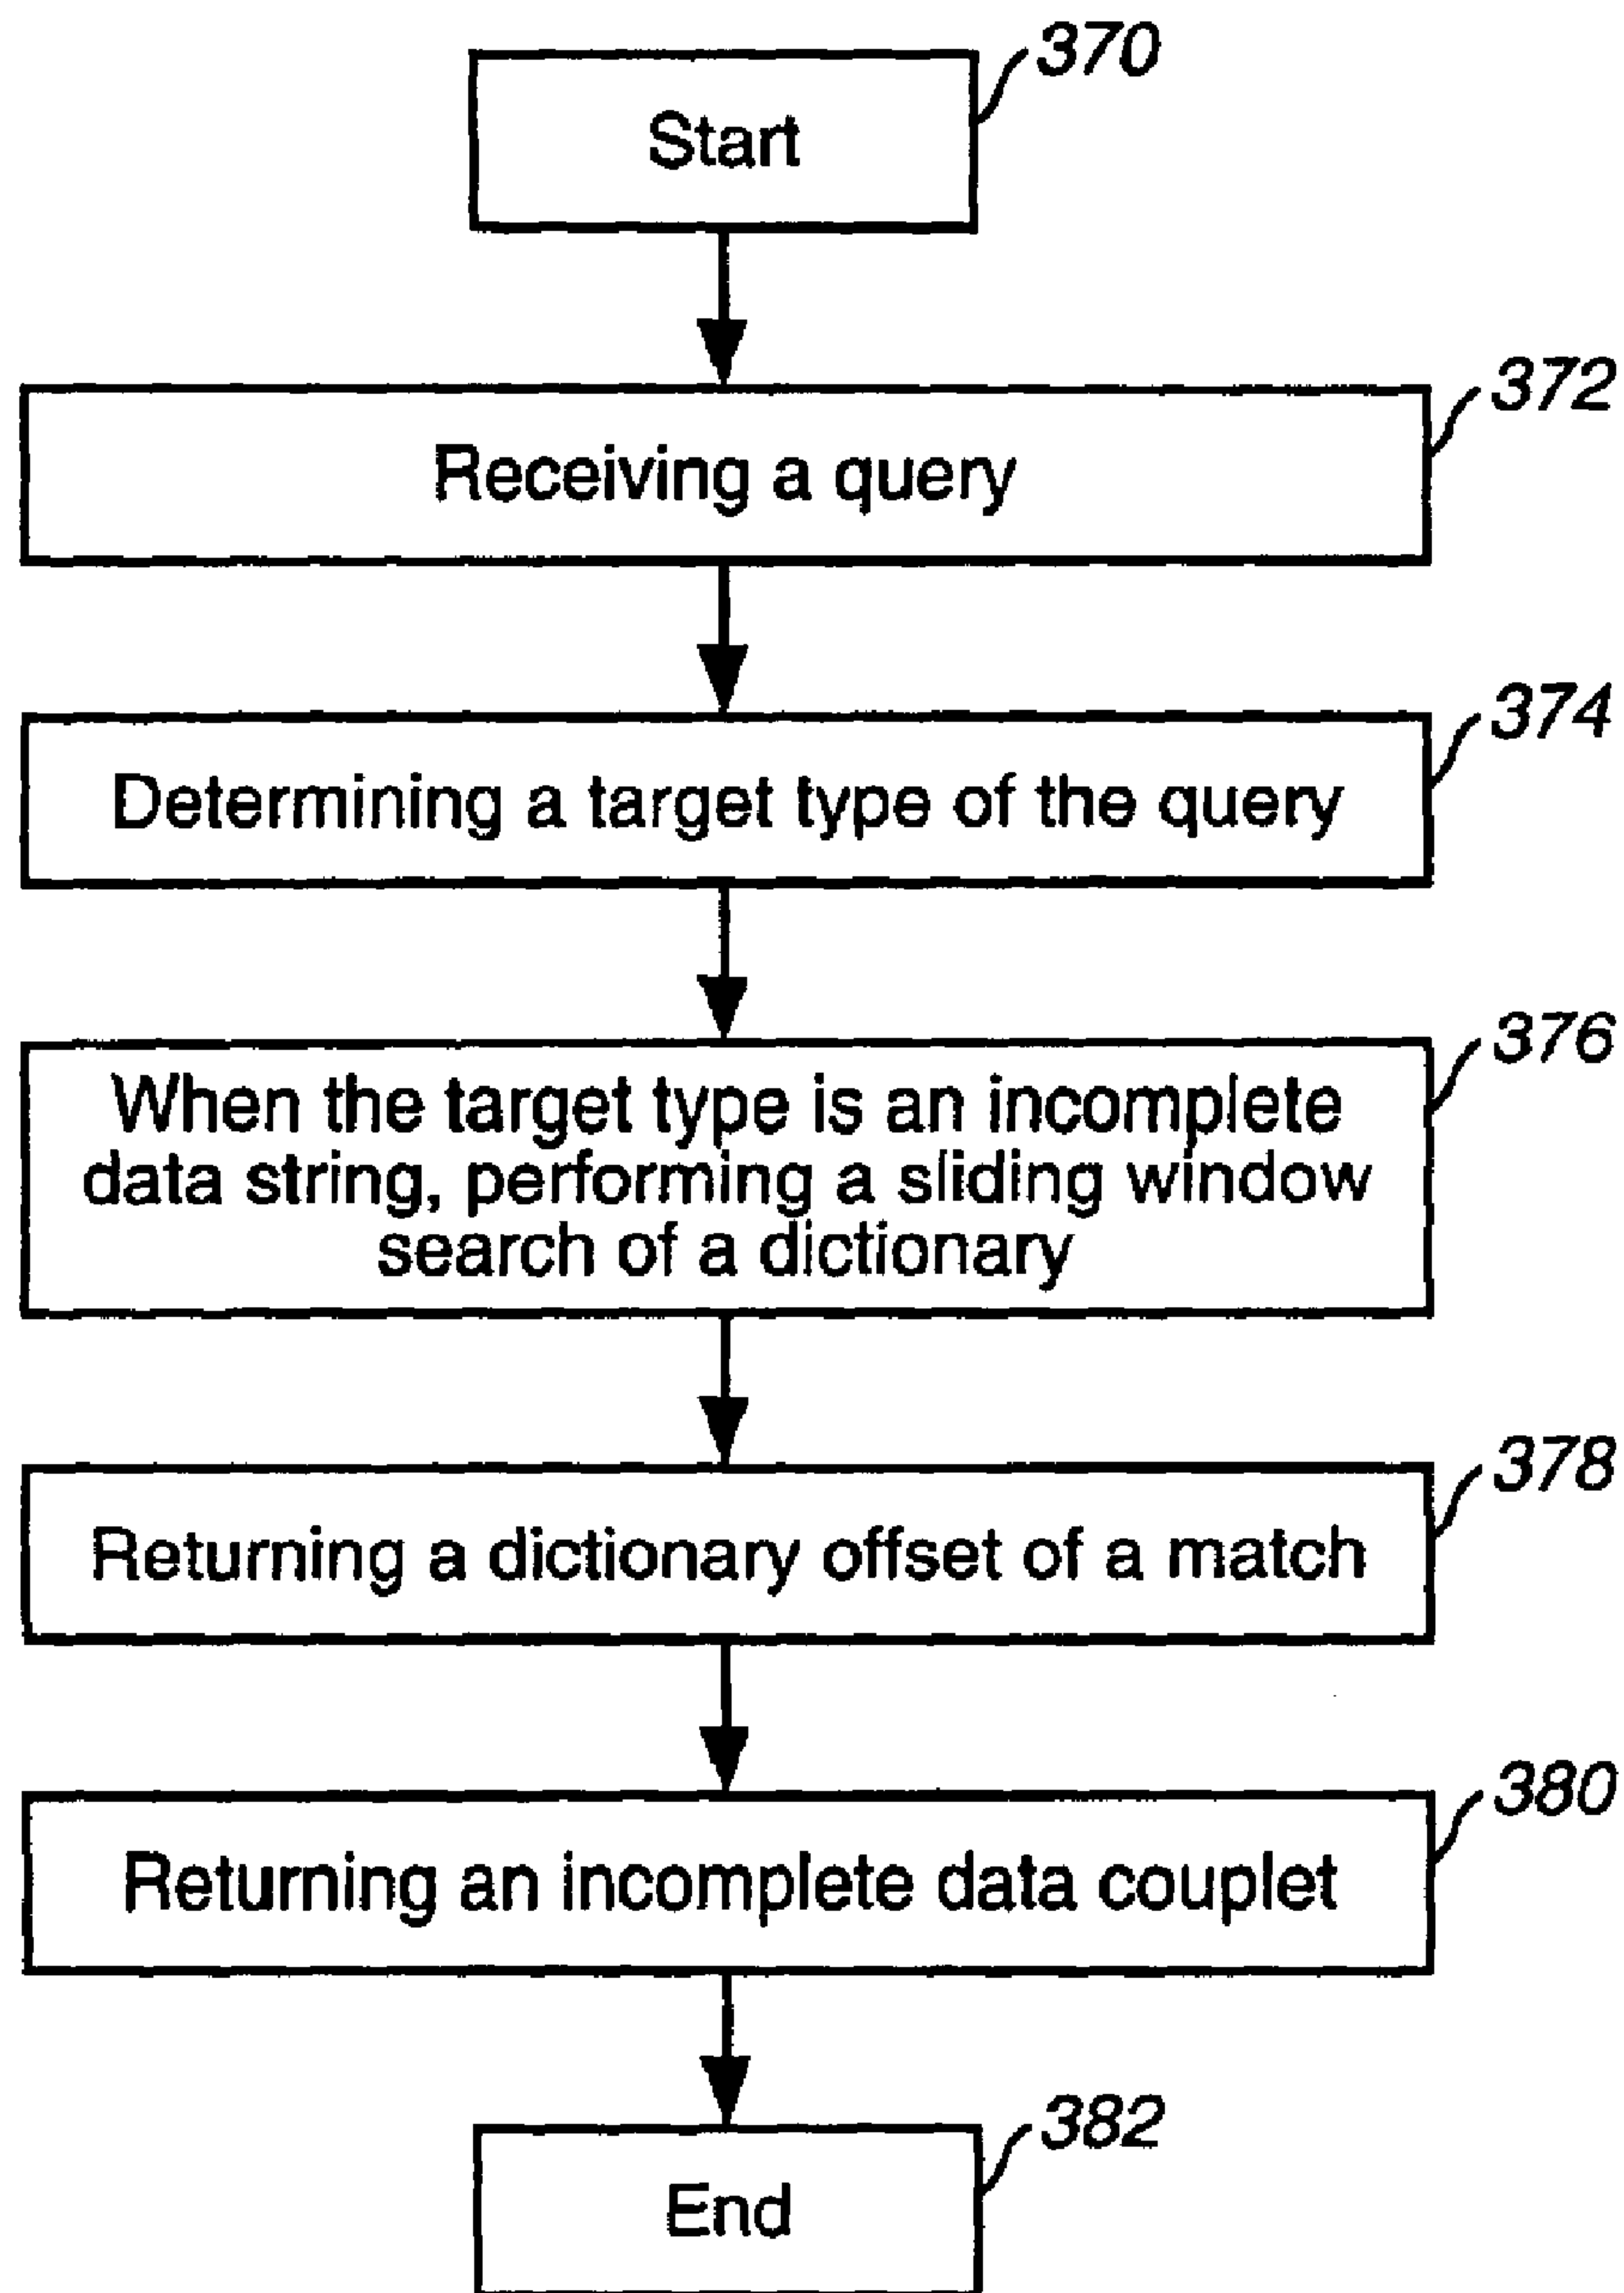 370
Start
372
Receiving a query
374
Determining a target type of the query
376
When the target type is an incomplete
data string, performing a sliding window
search of a dictionary
378
Returning a dictionary offset of a match
380
Returning an incomplete data couplet
382
End